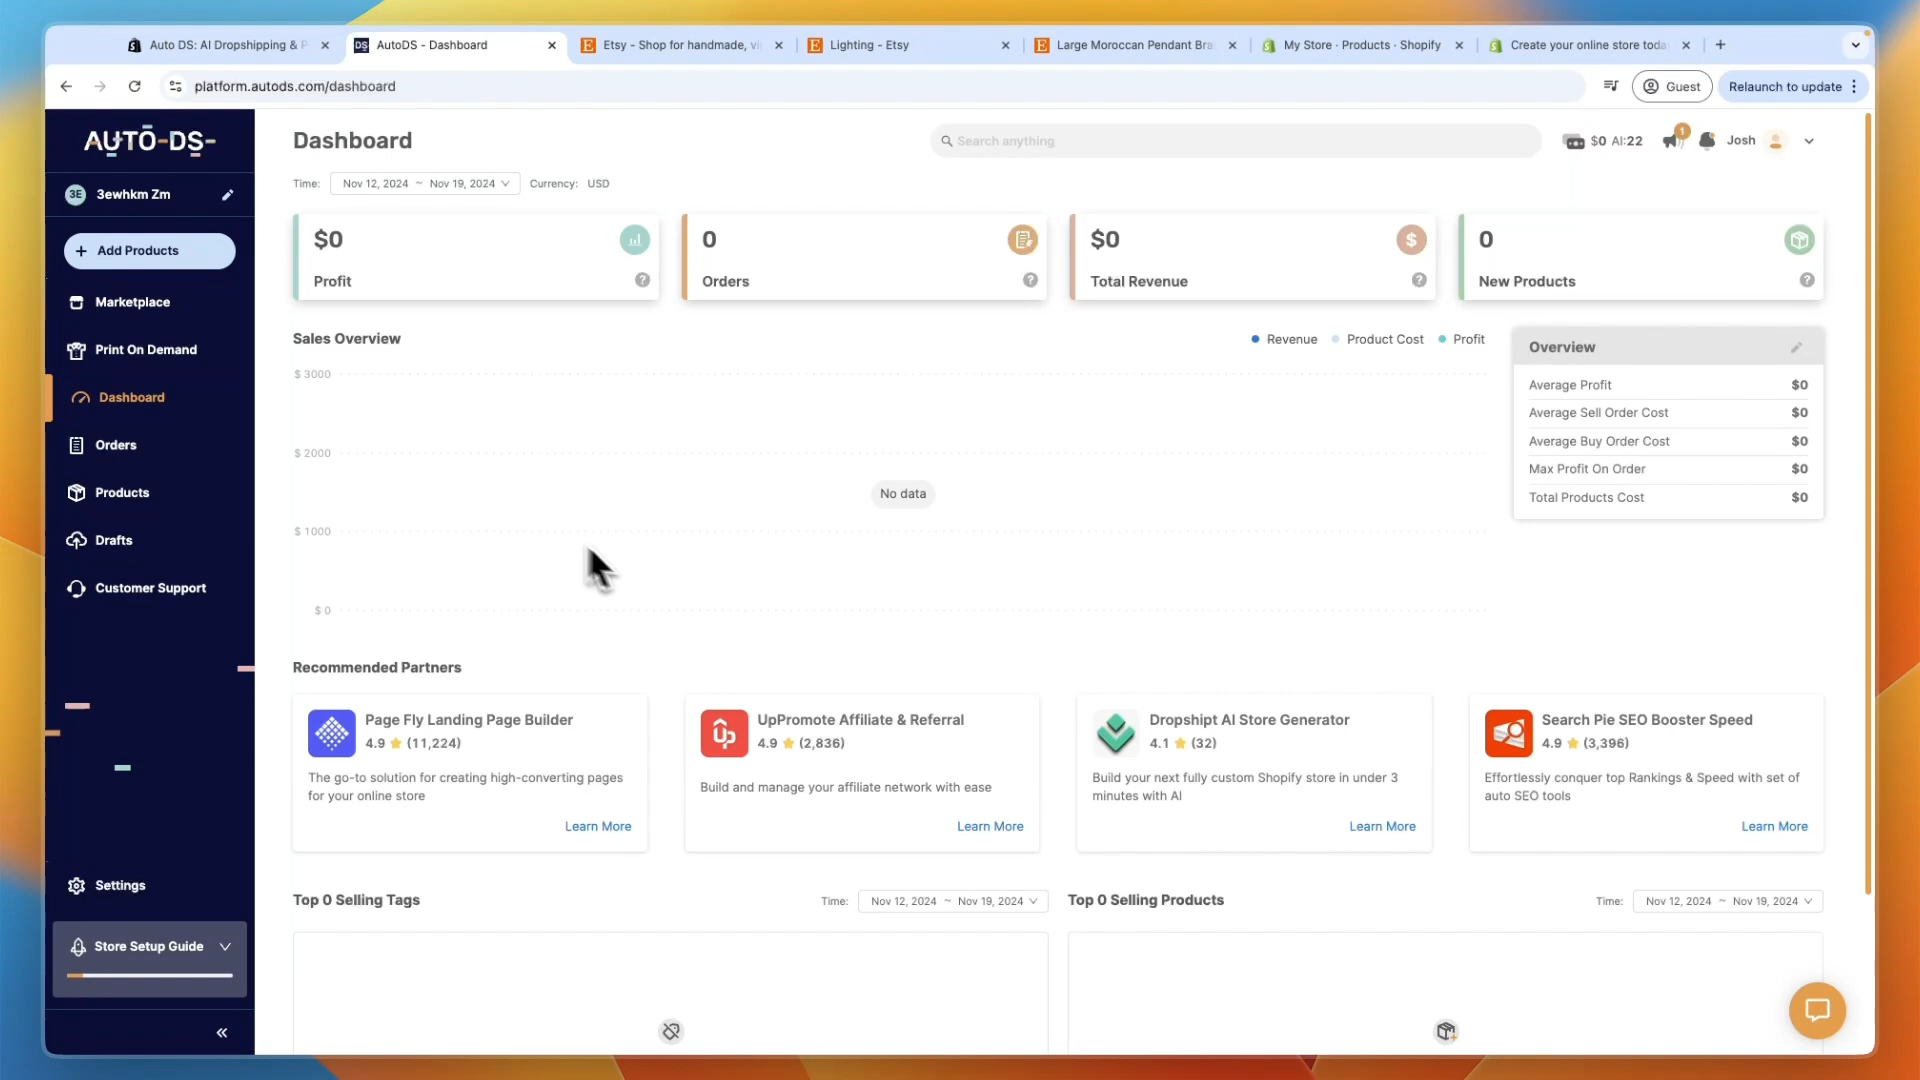 Auto DS: AI Dropshipping & P
AutoDS - Dashboard
Etsy - Shop for handmade, vi
Lighting - Etsy
Large Moroccan Pendant Bra
My Store · Products · Shopify
Create your online store toda
platform.autods.com/dashboard
Guest
Relaunch to update
AUTO-DS-
3E 3ewhkm Zm
+ Add Products
Marketplace
Print On Demand
Dashboard
Orders
Products
Drafts
Customer Support
Settings
Store Setup Guide
Dashboard
Search anything
$0 AI:22
1
Josh
Time: Nov 12, 2024 ~ Nov 19, 2024 Currency: USD
$0
Profit
0
Orders
$0
Total Revenue
0
New Products
Sales Overview
Revenue Product Cost Profit
$ 3000
$ 2000
No data
$ 1000
$ 0
Overview
Average Profit $0
Average Sell Order Cost $0
Average Buy Order Cost $0
Max Profit On Order $0
Total Products Cost $0
Recommended Partners
Page Fly Landing Page Builder
4.9 (11,224)
The go-to solution for creating high-converting pages
for your online store
Learn More
Up
UpPromote Affiliate & Referral
4.9 (2,836)
Build and manage your affiliate network with ease
Learn More
Dropshipt AI Store Generator
4.1 (32)
Build your next fully custom Shopify store in under 3
minutes with AI
Learn More
Search Pie SEO Booster Speed
4.9 (3,396)
Effortlessly conquer top Rankings & Speed with set of
auto SEO tools
Learn More
Top 0 Selling Tags
Time: Nov 12, 2024 ~ Nov 19, 2024
Top 0 Selling Products
Time: Nov 12, 2024 ~ Nov 19, 2024